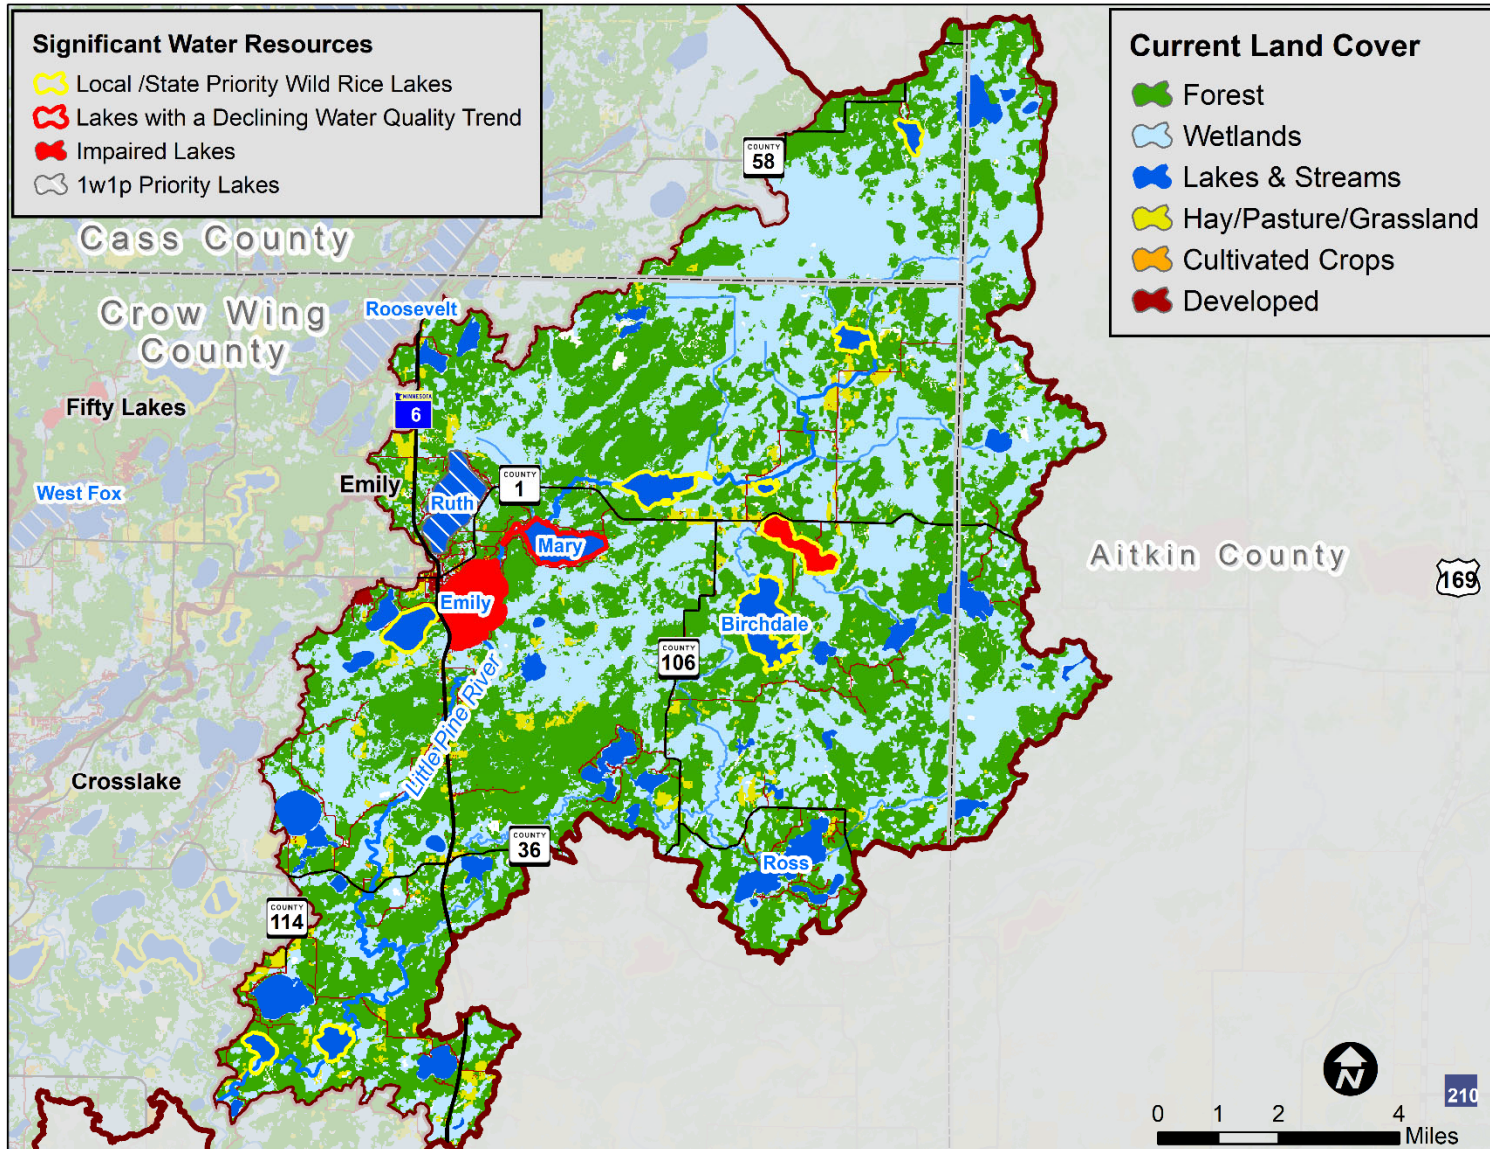 Significant Water Resources
Local /State Priority Wild Rice Lakes
Lakes with a Declining Water Quality Trend
Impaired Lakes
1w1p Priority Lakes
Current Land Cover
Forest
Wetlands
Lakes & Streams
Hay/Pasture/Grassland
Cultivated Crops
Developed
COUNTY
58
Cass County
Crow Wing
County
Roosevelt
Fifty Lakes
MINNESOTA
6
West Fox
Emily
Ruth
COUNTY
1
Mary
Aitkin County
169
Emily
Birchdale
COUNTY
106
Little Pine River
Crosslake
COUNTY
36
Ross
COUNTY
114
N
210
0 1 2 4
Miles